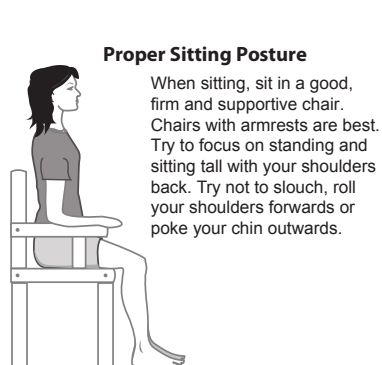 Proper Sitting Posture
When sitting, sit in a good,
firm and supportive chair.
Chairs with armrests are best.
Try to focus on standing and
sitting tall with your shoulders
back. Try not to slouch, roll
your shoulders forwards or
poke your chin outwards.